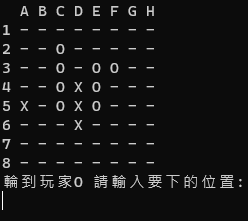 A B C D E F G H
1 - - - - - - - -
2 - - O - - - - -
3 - - O - O O - -
4 - - O X O - - -
5 X - O X O - - -
6 - - - X - - - -
7 - - - - - - - -
8 - - - - - - - -
輪到玩家O 請輸入要下的位置: